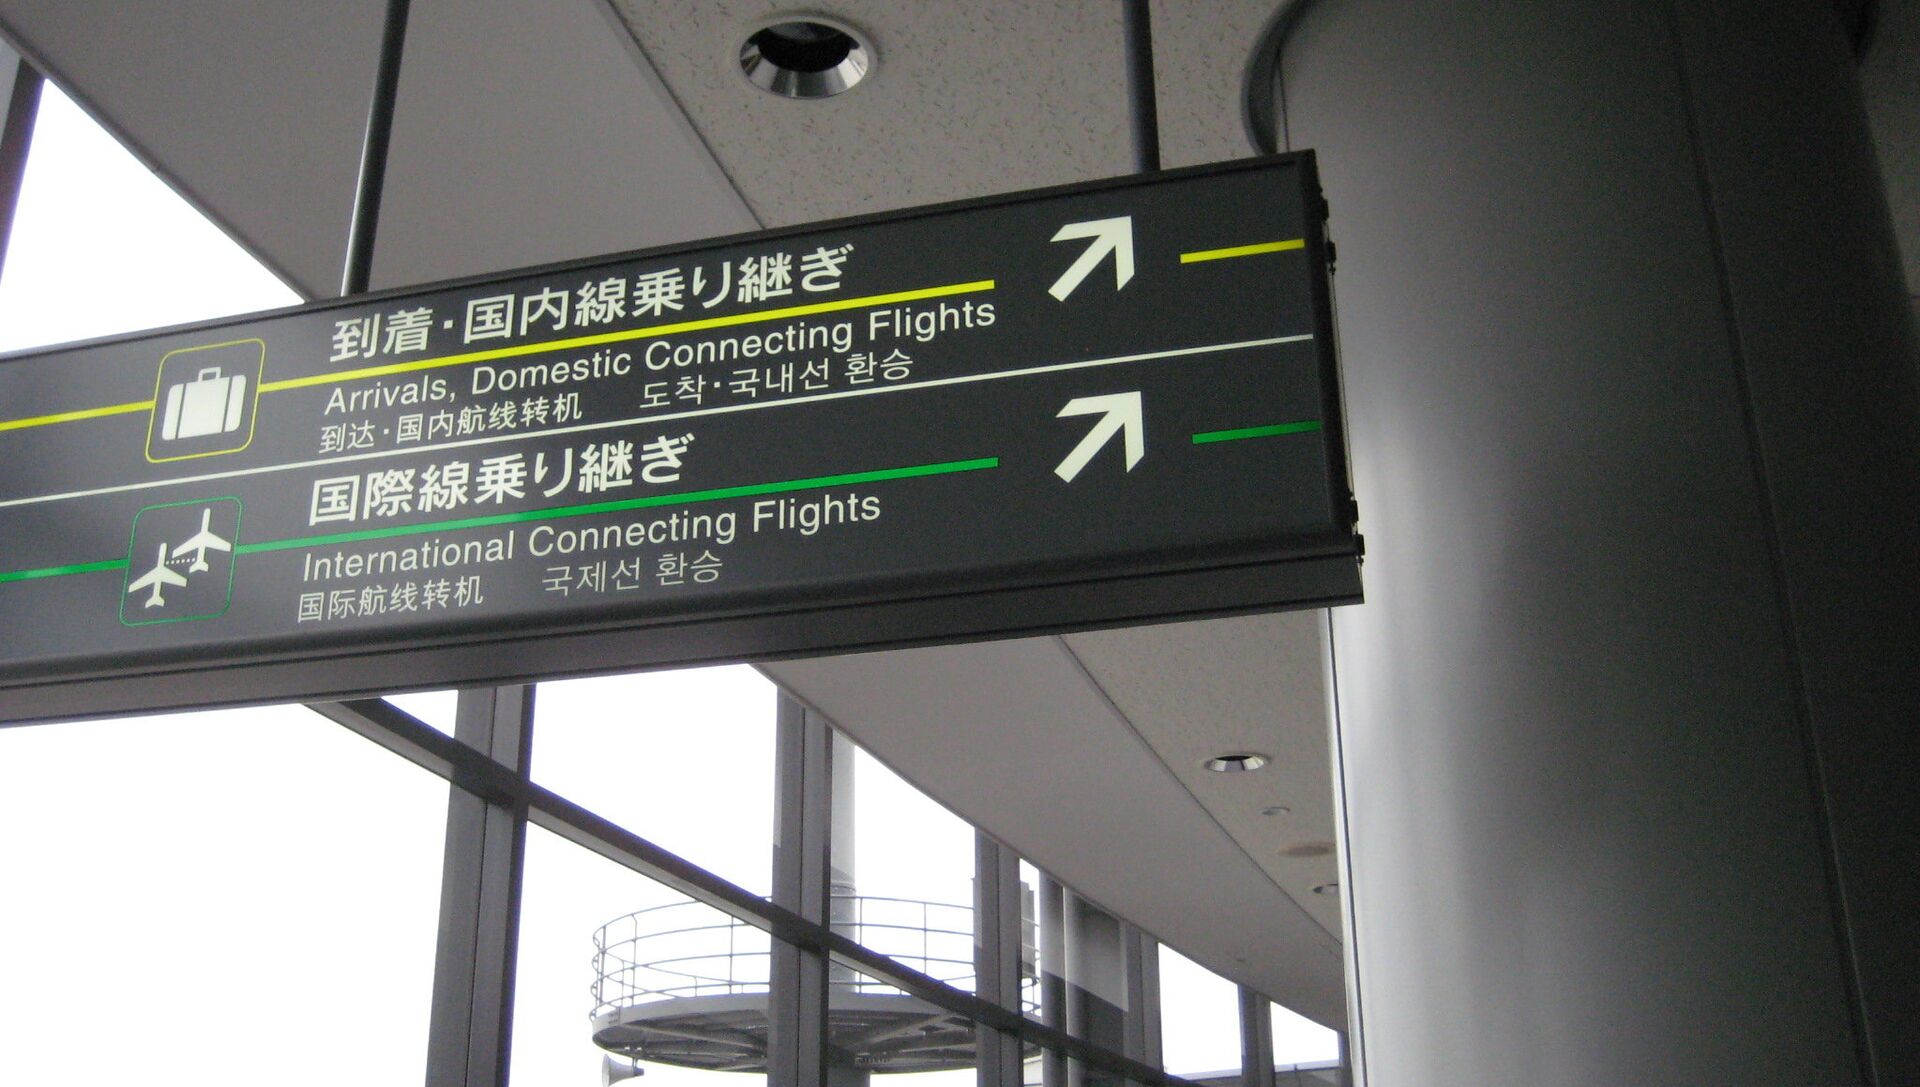 到着・国内線乗り継ぎ
Arrivals, Domestic Connecting Flights
到达・国内航线转机 도착・국내선 환승
国際線乗り継ぎ
International Connecting Flights
国际航线转机 국제선 환승